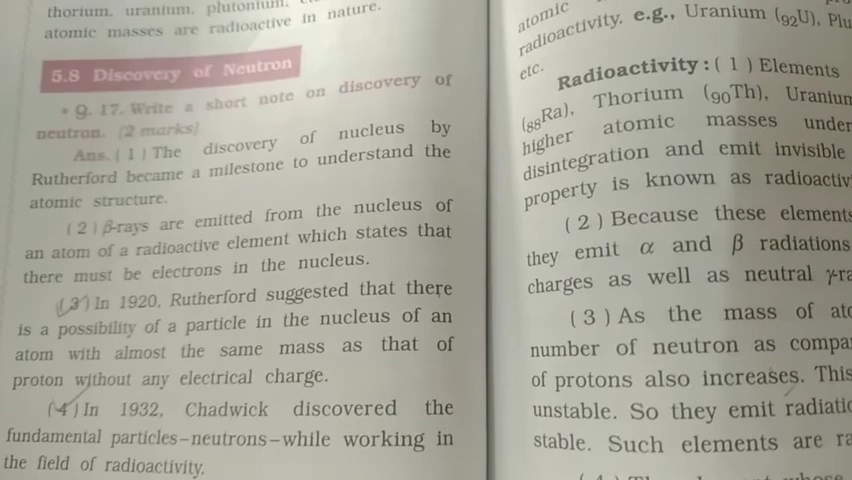 thorium, uranium, plutonium,
atomic masses are radioactive in nature.
5.8 Discovery of Neutron
* Q. 17. Write a short note on discovery of
neutron. (2 marks)
Ans. (1) The discovery of nucleus by
Rutherford became a milestone to understand the
atomic structure.
(2) β-rays are emitted from the nucleus of
an atom of a radioactive element which states that
there must be electrons in the nucleus.
(3) In 1920, Rutherford suggested that there
is a possibility of a particle in the nucleus of an
atom with almost the same mass as that of
proton without any electrical charge.
(4) In 1932, Chadwick discovered the
fundamental particles–neutrons–while working in
the field of radioactivity.
atomic
radioactivity. e.g., Uranium (₉₂U), Plu
etc.
Radioactivity : (1) Elements
(₈₈Ra), Thorium (₉₀Th), Uranium
higher atomic masses under
disintegration and emit invisible
property is known as radioactiv
(2) Because these elements
they emit α and β radiations
charges as well as neutral γ-ra
(3) As the mass of ato
number of neutron as compa
of protons also increases. This
unstable. So they emit radiatio
stable. Such elements are ra